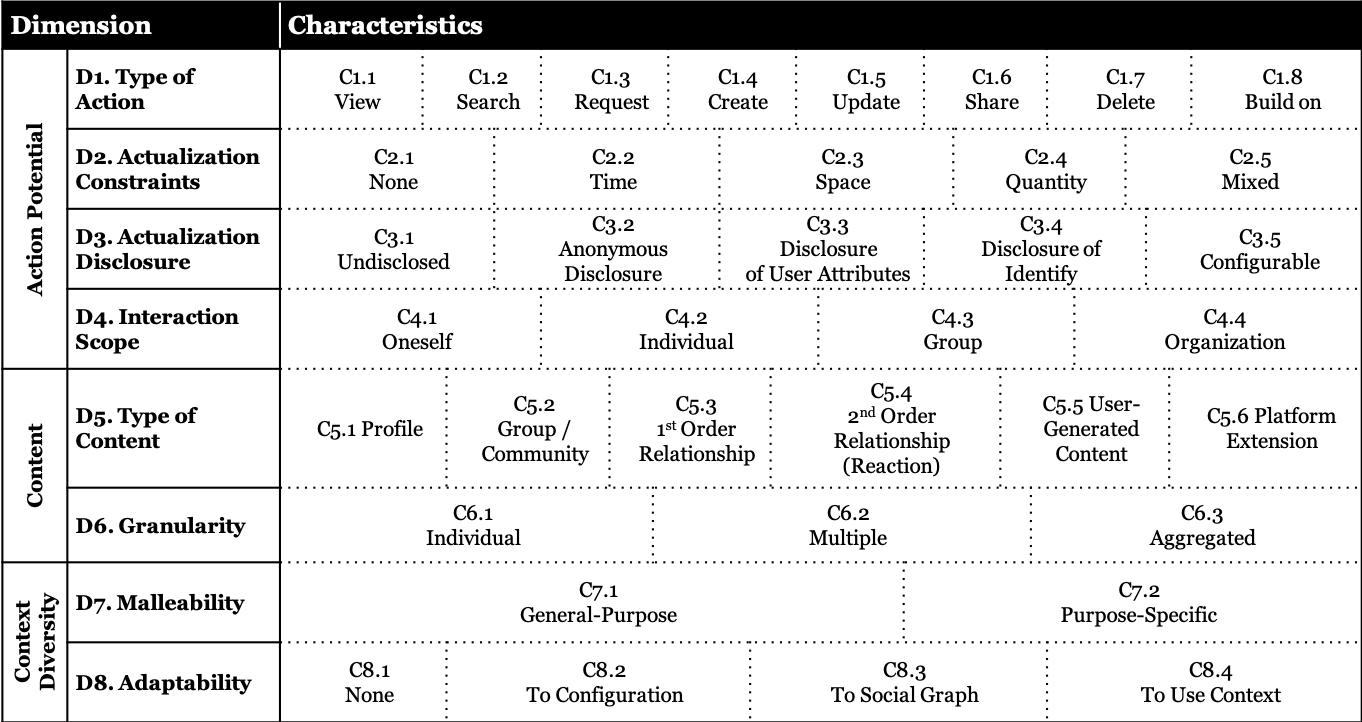 Dimension
Characteristics
Action Potential
D1. Type of
Action
C1.1
View
C1.2
Search
C1.3
Request
C1.4
Create
C1.5
Update
C1.6
Share
C1.7
Delete
C1.8
Build on
D2. Actualization
Constraints
C2.1
None
C2.2
Time
C2.3
Space
C2.4
Quantity
C2.5
Mixed
D3. Actualization
Disclosure
C3.1
Undisclosed
C3.2
Anonymous
Disclosure
C3.3
Disclosure
of User Attributes
C3.4
Disclosure of
Identify
C3.5
Configurable
D4. Interaction
Scope
C4.1
Oneself
C4.2
Individual
C4.3
Group
C4.4
Organization
Content
D5. Type of
Content
C5.1 Profile
C5.2
Group /
Community
C5.3
1st Order
Relationship
C5.4
2nd Order
Relationship
(Reaction)
C5.5 User-
Generated
Content
C5.6 Platform
Extension
D6. Granularity
C6.1
Individual
C6.2
Multiple
C6.3
Aggregated
Context
Diversity
D7. Malleability
C7.1
General-Purpose
C7.2
Purpose-Specific
D8. Adaptability
C8.1
None
C8.2
To Configuration
C8.3
To Social Graph
C8.4
To Use Context